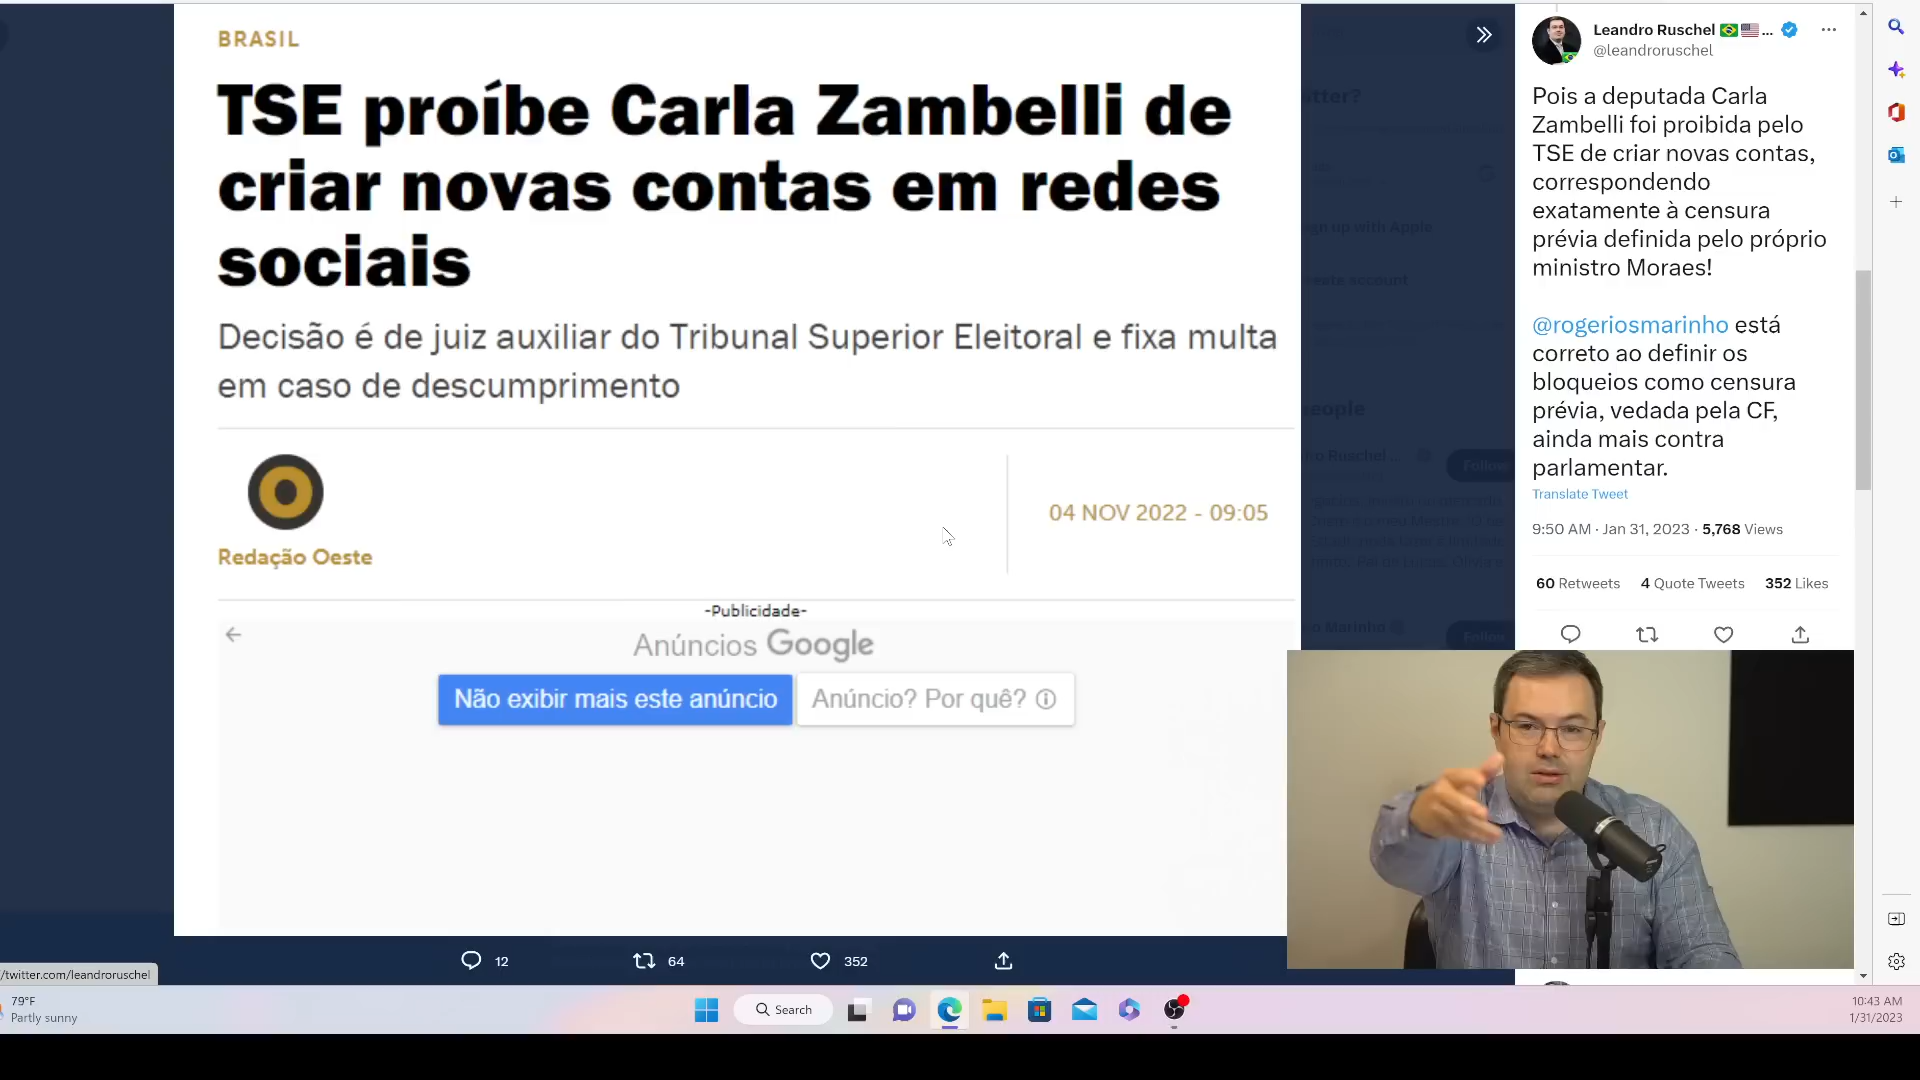 BRASIL
TSE proíbe Carla Zambelli de
criar novas contas em redes
sociais
Decisão é de juiz auxiliar do Tribunal Superior Eleitoral e fixa multa
em caso de descumprimento
Redação Oeste
04 NOV 2022 - 09:05
-Publicidade-
Anúncios Google
Não exibir mais este anúncio
Anúncio? Por quê?
12
64
352
/twitter.com/leandroruschel
Leandro Ruschel 🇧🇷🇺🇸...
@leandroruschel
Pois a deputada Carla
Zambelli foi proibida pelo
TSE de criar novas contas,
correspondendo
exatamente à censura
prévia definida pelo próprio
ministro Moraes!
@rogeriosmarinho está
correto ao definir os
bloqueios como censura
prévia, vedada pela CF,
ainda mais contra
parlamentar.
Translate Tweet
9:50 AM · Jan 31, 2023 · 5,768 Views
60 Retweets 4 Quote Tweets 352 Likes
79°F
Partly sunny
Search
10:43 AM
1/31/2023